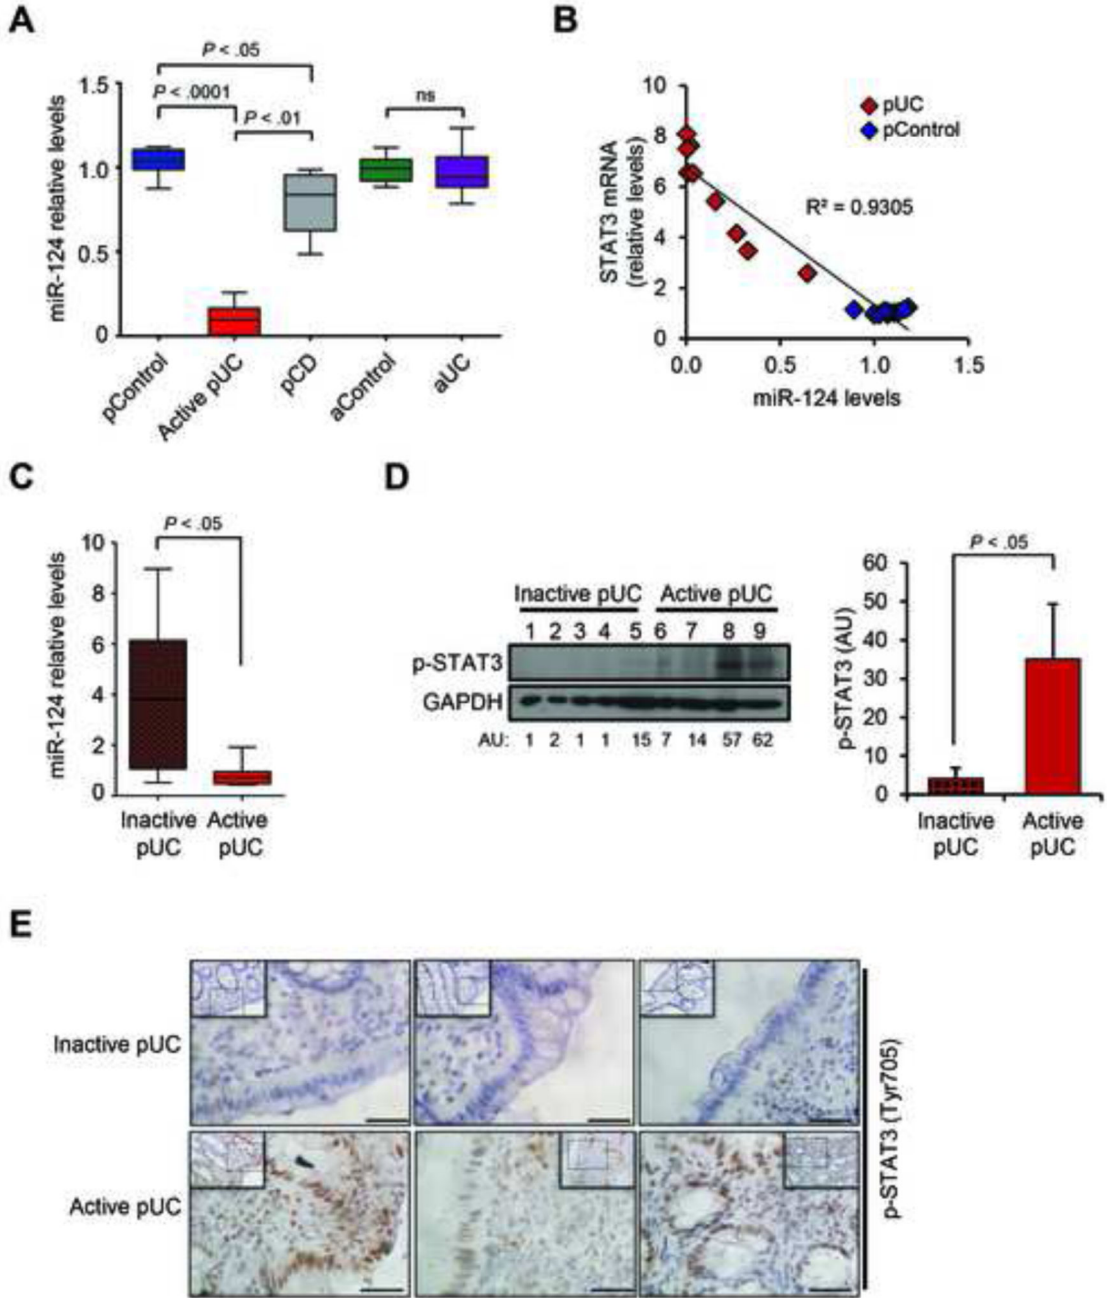 A
P < .05
P < .0001
P < .01
ns
miR-124 relative levels
1.5
1.0
0.5
0
pControl
Active pUC
pCD
aControl
aUC
B
STAT3 mRNA
(relative levels)
10
8
6
4
2
0
pUC
pControl
R² = 0.9305
0.0 0.5 1.0 1.5
miR-124 levels
C
P < .05
miR-124 relative levels
10
8
6
4
2
0
Inactive Active
pUC pUC
D
Inactive pUC Active pUC
1 2 3 4 5 6 7 8 9
p-STAT3
GAPDH
AU: 1 2 1 1 15 7 14 57 62
P < .05
p-STAT3 (AU)
60
50
40
30
20
10
0
Inactive Active
pUC pUC
E
Inactive pUC
Active pUC
p-STAT3 (Tyr705)